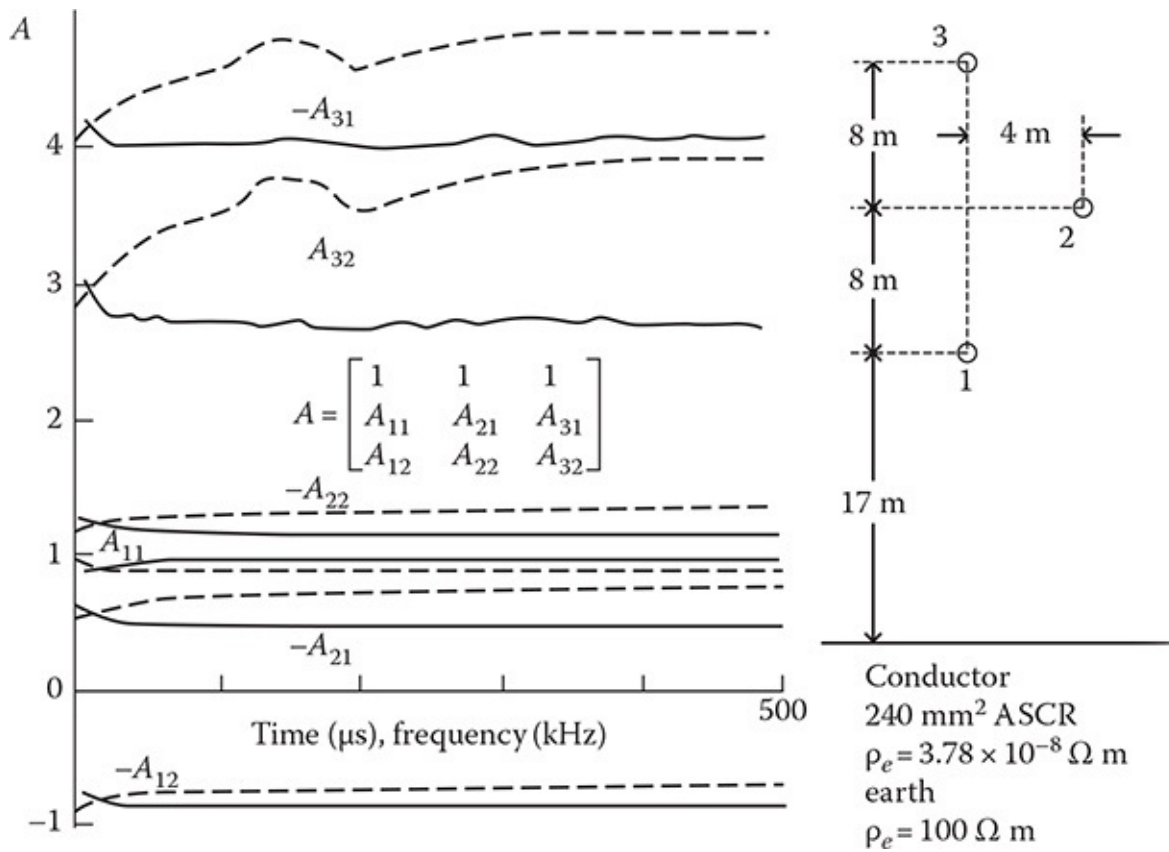 A
4
3
2
1
0
−1
−A₃₁
A₃₂
A = [ 1 1 1
A₁₁ A₂₁ A₃₁
A₁₂ A₂₂ A₃₂ ]
−A₂₂
A₁₁
−A₂₁
500
Time (μs), frequency (kHz)
−A₁₂
3
8 m
4 m
2
8 m
1
17 m
Conductor
240 mm² ASCR
ρₑ = 3.78 × 10⁻⁸ Ω m
earth
ρₑ = 100 Ω m